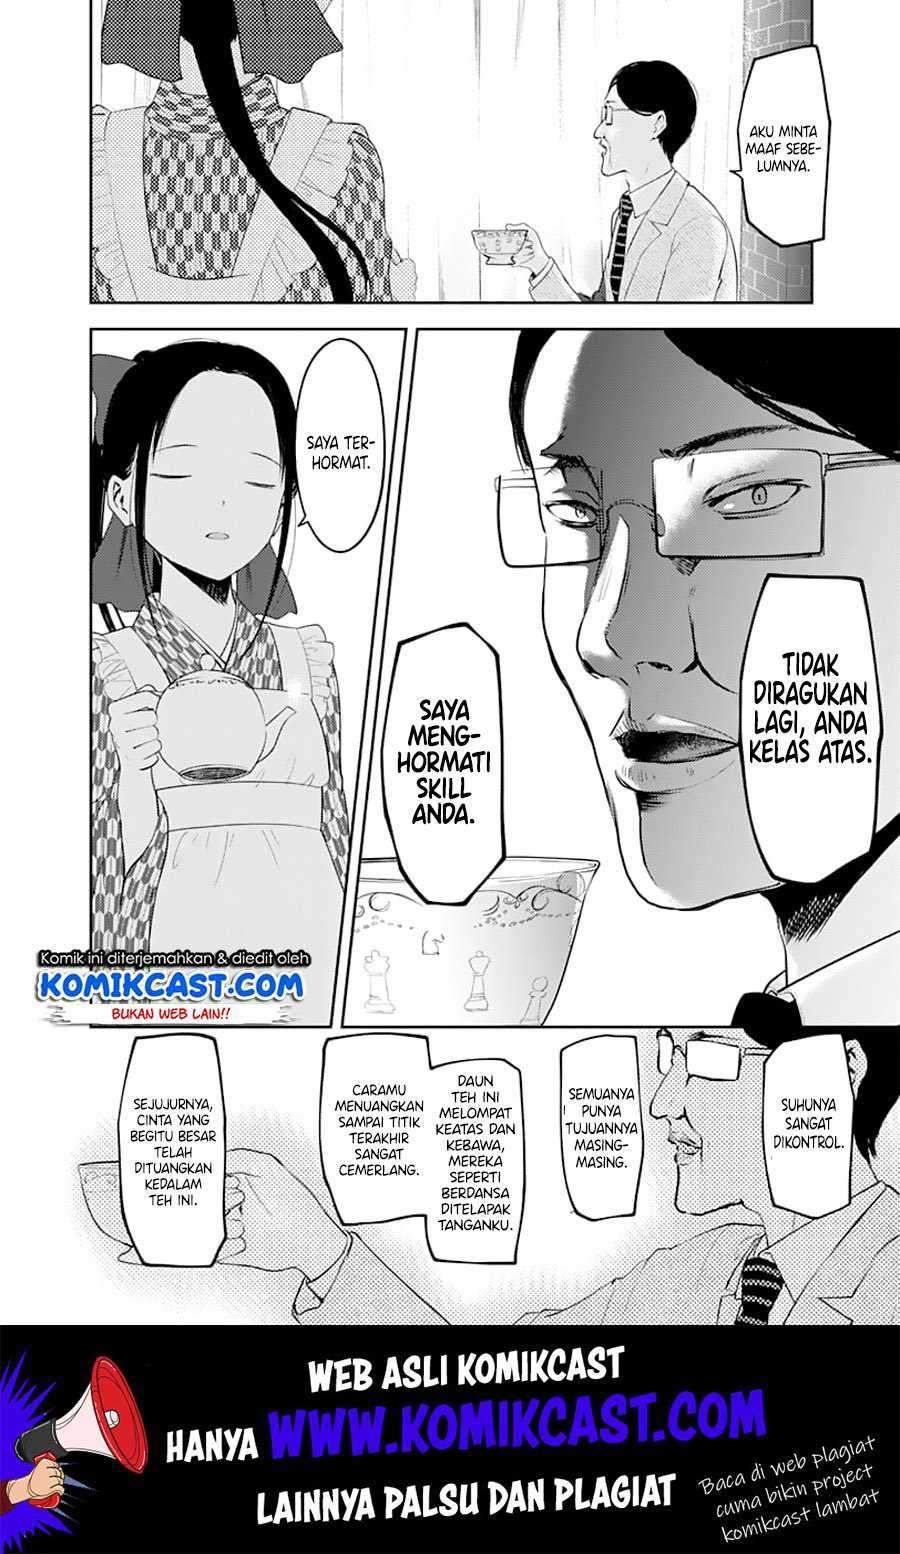 AKU MINTA
MAAF SEBE-
LUMNYA.
TIDAK
DIRAGUKAN
LAGI, ANDA
KELAS ATAS.
SAYA
MENG-
HORMATI
SKILL
ANDA.
SAYA TER-
HORMAT.
Komik ini diterjemahkan & diedit oleh
KOMIKCAST.COM
BUKAN WEB LAIN!!
SUHUNYA
SANGAT
DIKONTROL.
SEMUANYA
PUNYA
TUJUANNYA
MASING-
MASING.
DAUN
TEH INI
MELOMPAT
KEATAS DAN
KEBAWA,
MEREKA
SEPERTI
BERDANSA
DITELAPAK
TANGANKU.
CARAMU
MENUANGKAN
SAMPAI TITIK
TERAKHIR
SANGAT
CEMERLANG.
SEJUJURNYA,
CINTA YANG
BEGITU BESAR
TELAH
DITUANGKAN
KEDALAM
TEH INI.
WEB ASLI KOMIKCAST
HANYA WWW.KOMIKCAST.COM
LAINNYA PALSU DAN PLAGIAT
Baca di web plagiat
cuma bikin project
komikcast lambat